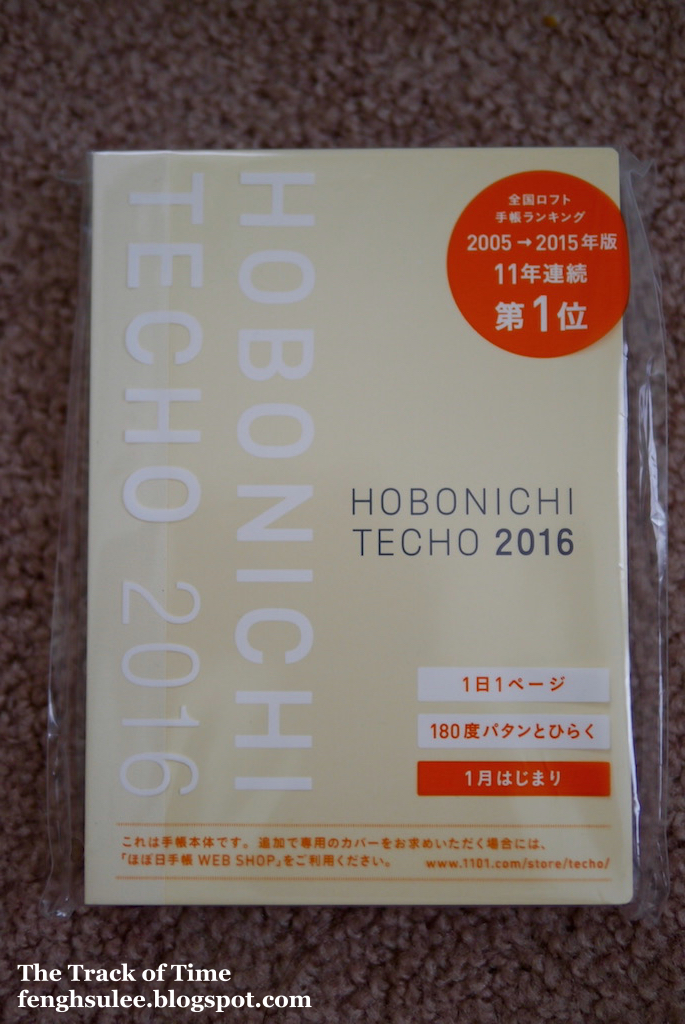 HOBONICHI
TECHO 2016
全国ロフト
手帳ランキング
2005→2015年版
11年連続
第1位
HOBONICHI
TECHO 2016
1日1ページ
180度パタンとひらく
1月はじまり
これは手帳本体です。追加で専用のカバーをお求めいただく場合には、
「ほぼ日手帳 WEB SHOP」をご利用ください。 www.1101.com/store/techo/
The Track of Time
fenghsulee.blogspot.com